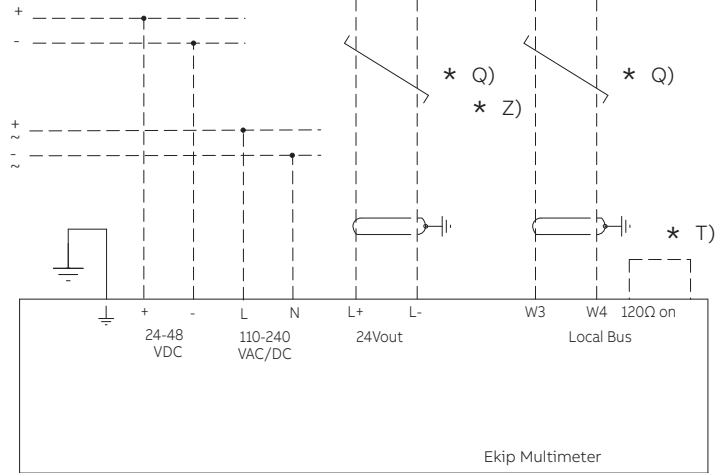 +
-
* Q)
* Q)
* Z)
+
~
-
~
* T)
+ - L N L+ L- W3 W4 120Ω on
24-48
VDC
110-240
VAC/DC
24Vout
Local Bus
Ekip Multimeter